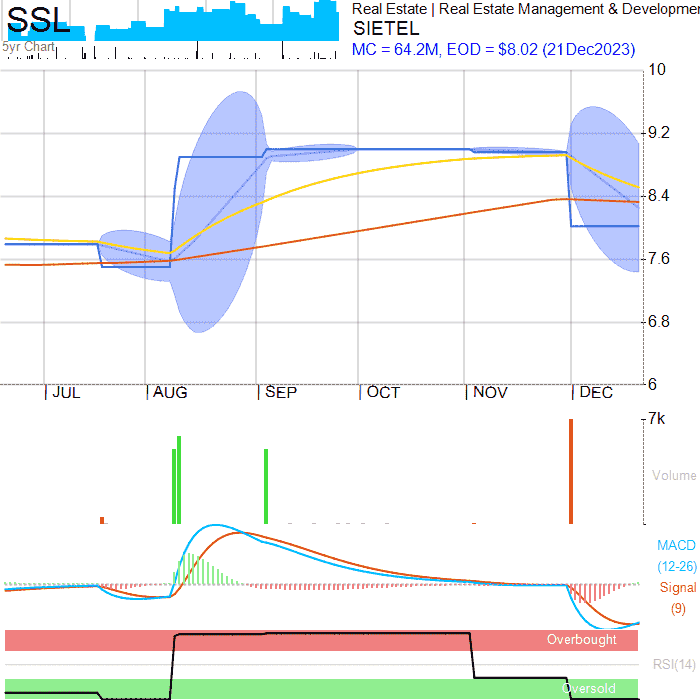 SSL
Real Estate | Real Estate Management & Developmen
SIETEL
5yr Chart
MC = 64.2M, EOD = $8.02 (21Dec2023)
10
9.2
8.4
7.6
6.8
6
JUL AUG SEP OCT NOV DEC
7k
Volume
MACD
(12-26)
Signal
(9)
Overbought
RSI(14)
Oversold